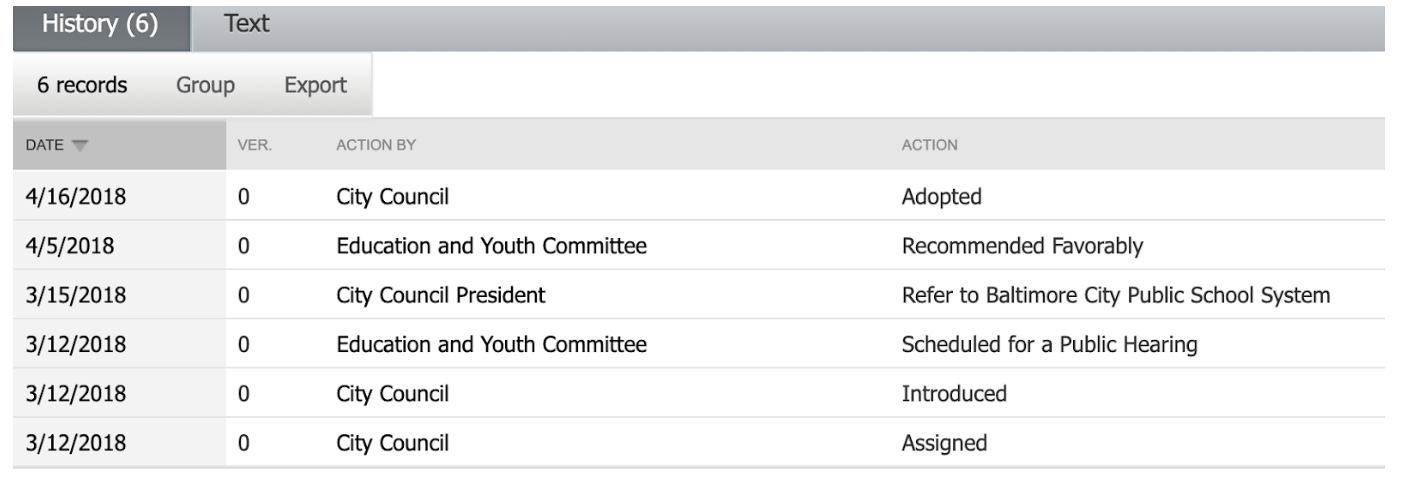 History (6) Text
6 records Group Export
DATE VER. ACTION BY ACTION
4/16/2018 0 City Council Adopted
4/5/2018 0 Education and Youth Committee Recommended Favorably
3/15/2018 0 City Council President Refer to Baltimore City Public School System
3/12/2018 0 Education and Youth Committee Scheduled for a Public Hearing
3/12/2018 0 City Council Introduced
3/12/2018 0 City Council Assigned